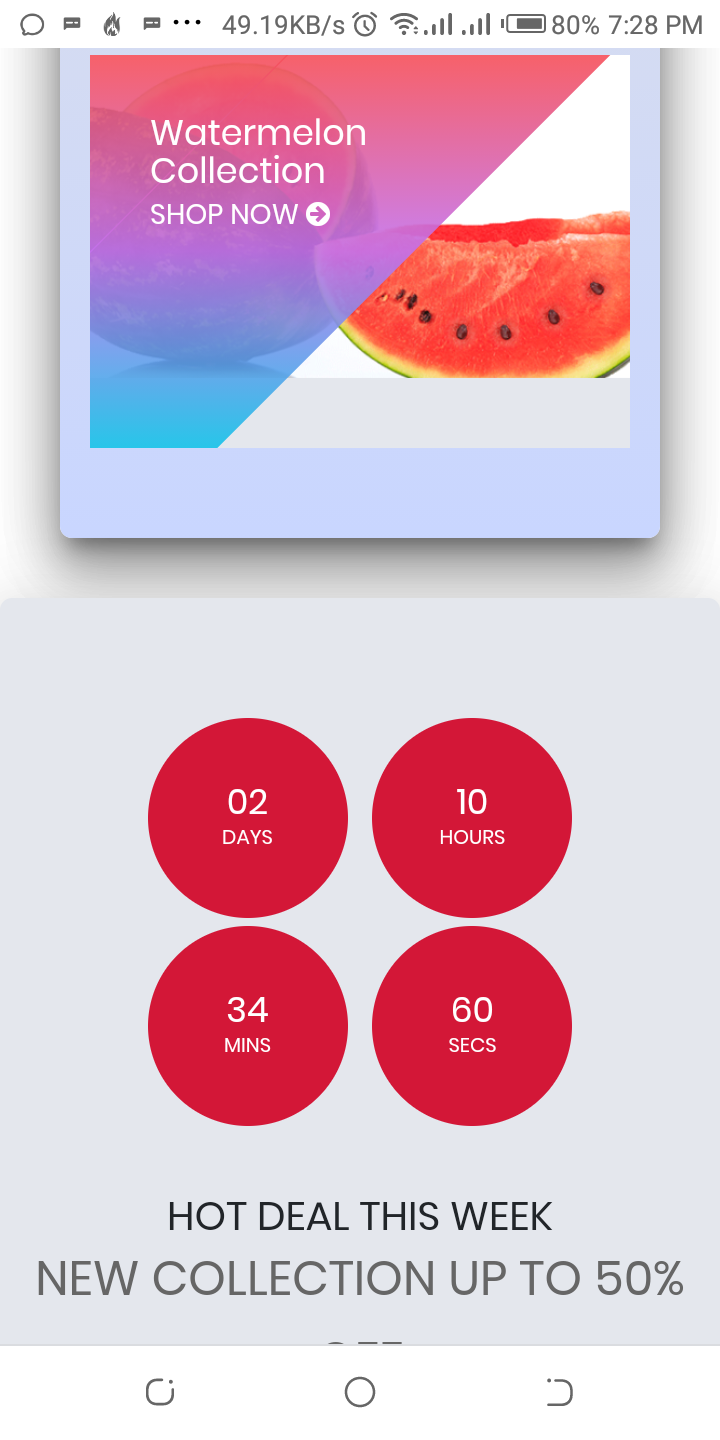 49.19KB/s 80% 7:28 PM
Watermelon
Collection
SHOP NOW
02
DAYS
10
HOURS
34
MINS
60
SECS
HOT DEAL THIS WEEK
NEW COLLECTION UP TO 50%